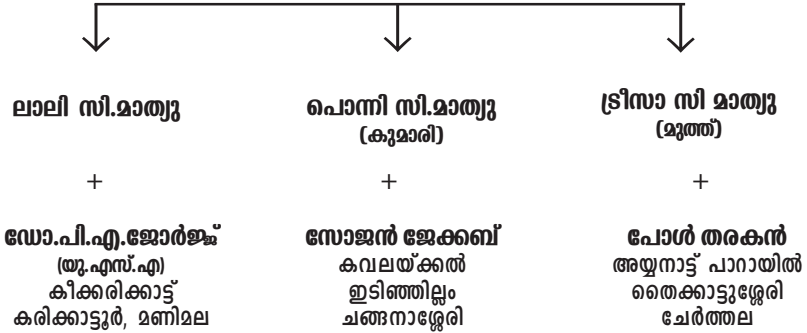 ലാലി സി.മാത്യു
+
ഡോ.പി.എ.ജോർജ്ജ്
(യു.എസ്.എ)
കീക്കരിക്കാട്ട്
കരിക്കാട്ടൂർ, മണിമല
പൊന്നി സി.മാത്യു
(കുമാരി)
+
സോജൻ ജേക്കബ്
കവലയ്ക്കൽ
ഇടിഞ്ഞില്ലം
ചങ്ങനാശ്ശേരി
ട്രീസാ സി മാത്യു
(മുത്ത്)
+
പോൾ തരകൻ
അയ്യനാട്ട് പാറായിൽ
തൈക്കാട്ടുശ്ശേരി
ചേർത്തല